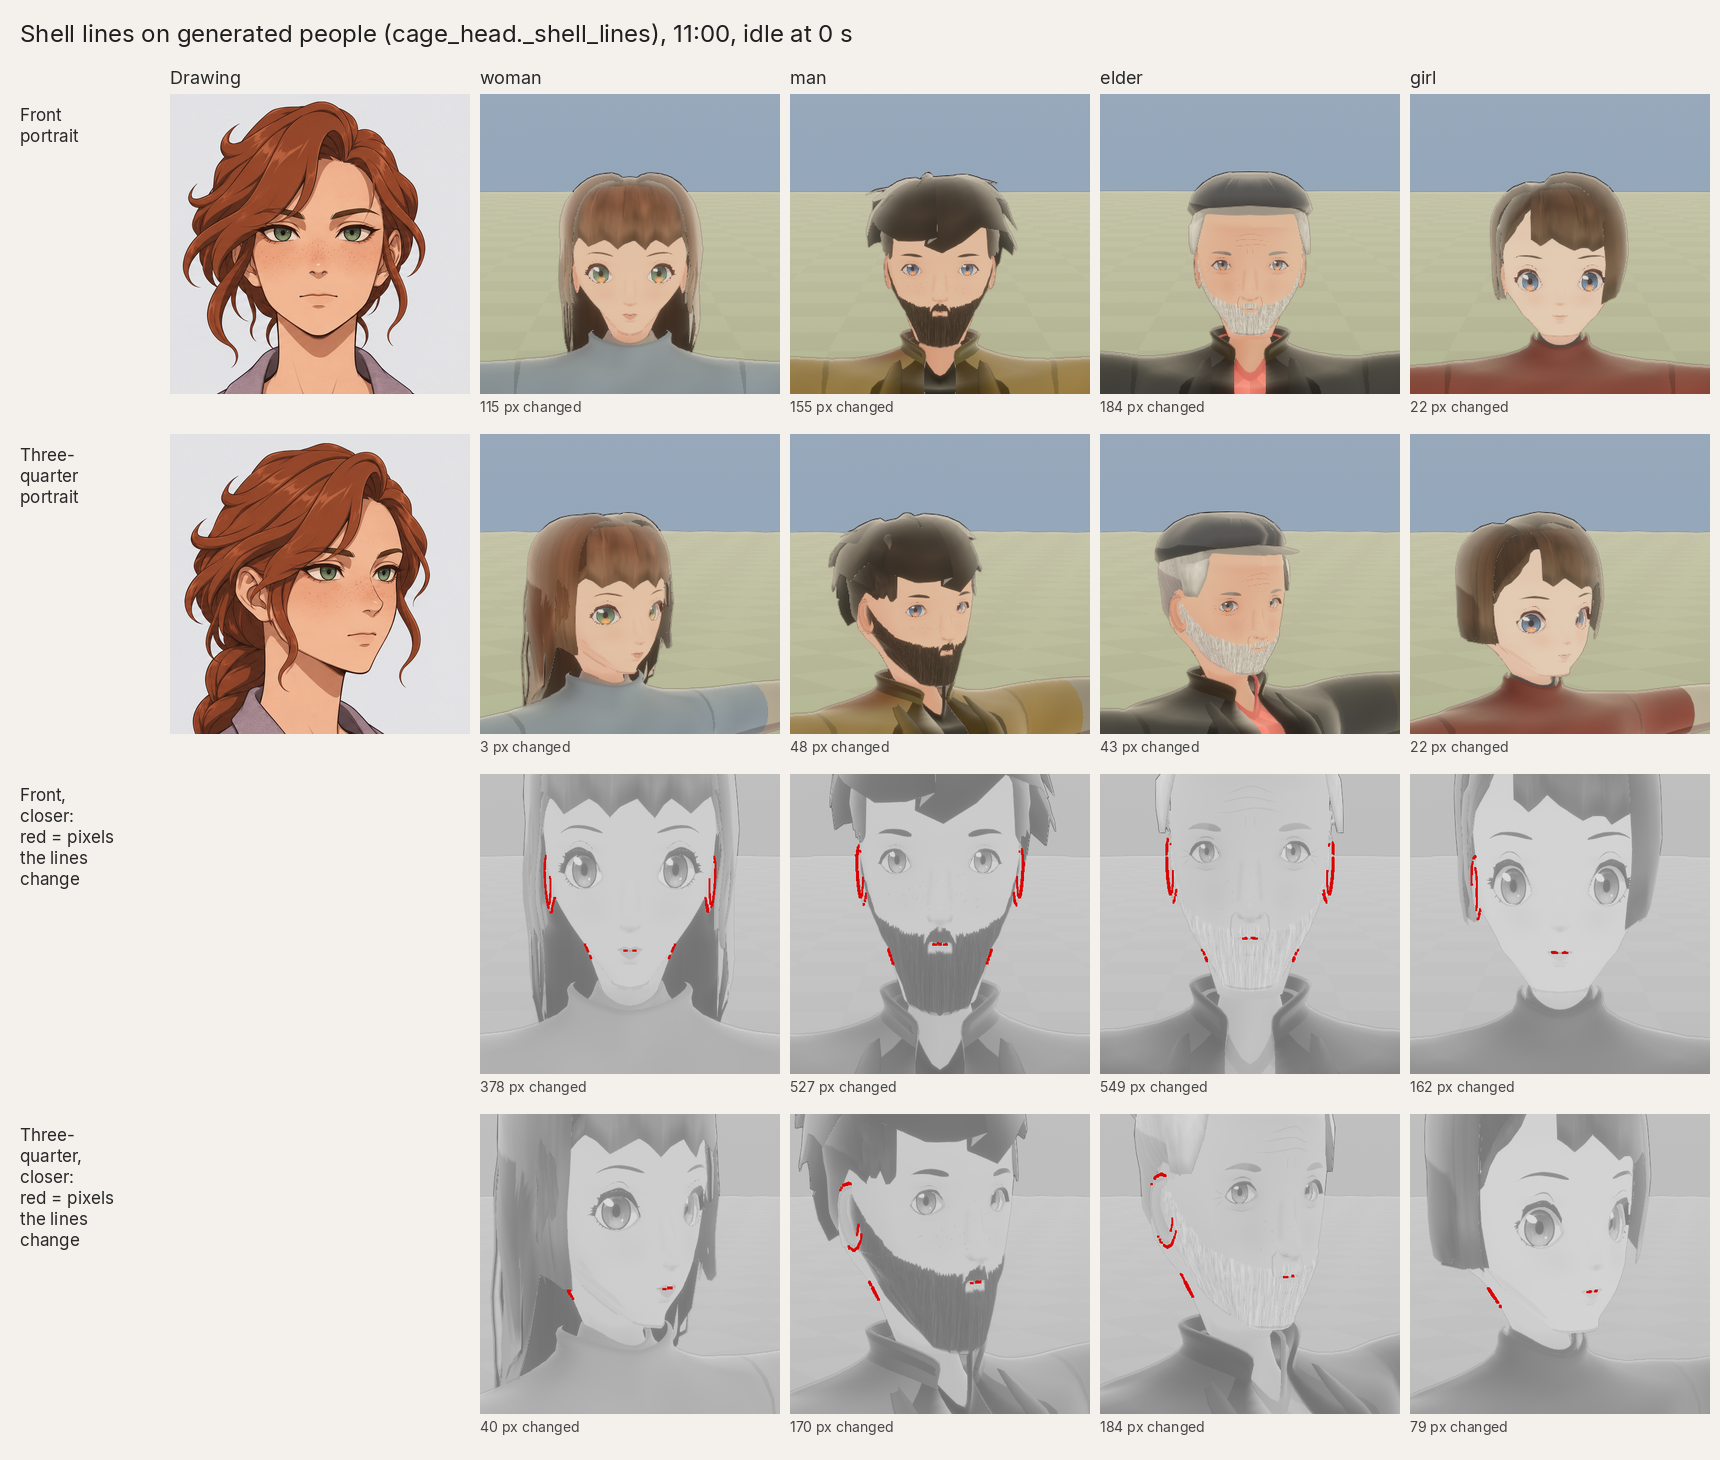 Shell lines on generated people (cage_head._shell_lines), 11:00, idle at 0 s
Drawing
woman
man
elder
girl
Front
portrait
115 px changed
155 px changed
184 px changed
22 px changed
Three-
quarter
portrait
3 px changed
48 px changed
43 px changed
22 px changed
Front,
closer:
red = pixels
the lines
change
378 px changed
527 px changed
549 px changed
162 px changed
Three-
quarter,
closer:
red = pixels
the lines
change
40 px changed
170 px changed
184 px changed
79 px changed